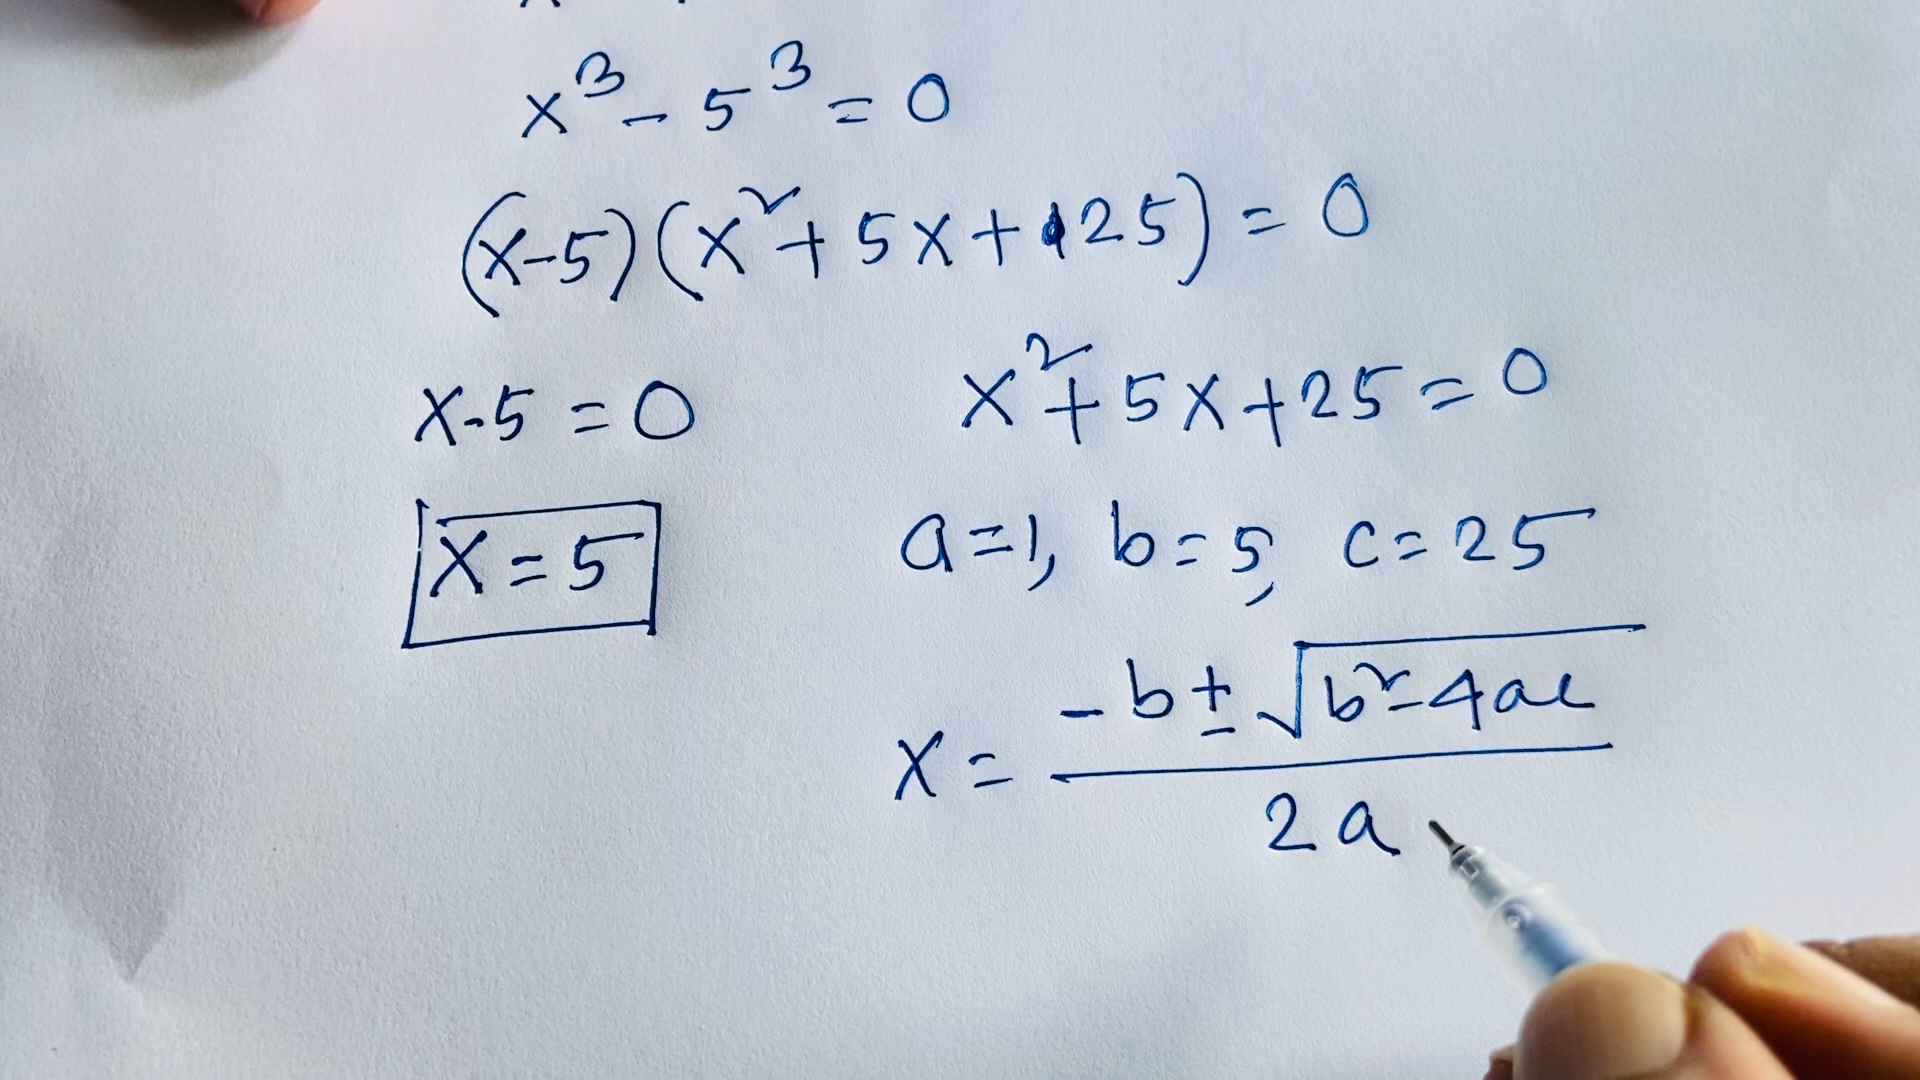 x³ - 5³ = 0
(x-5)(x² + 5x + 25) = 0
x-5 = 0
x² + 5x + 25 = 0
x = 5
a = 1, b = 5, c = 25
x = (-b ± √(b² - 4ac)) / 2a